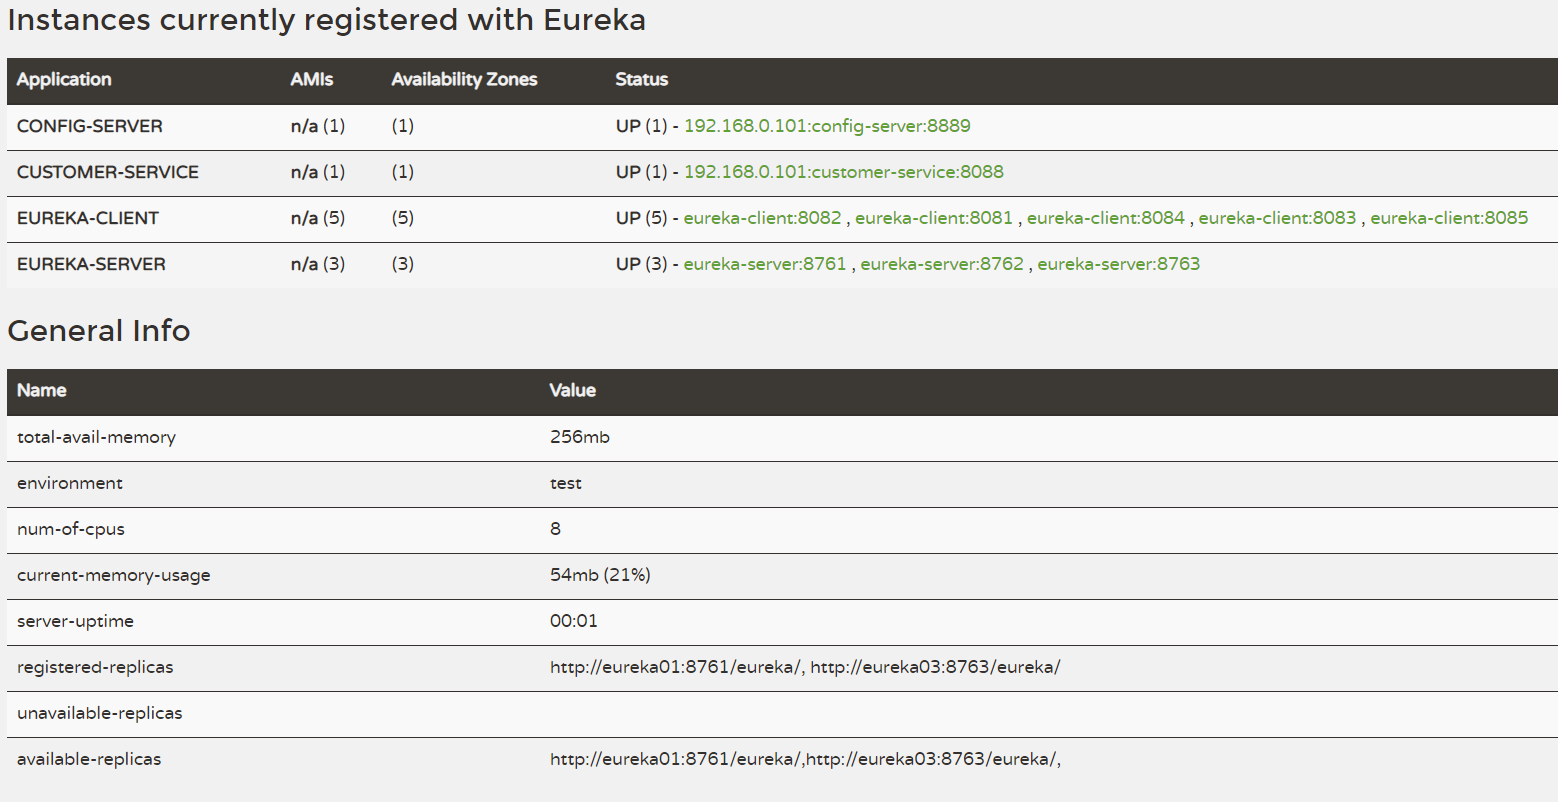 Instances currently registered with Eureka
Application AMIs Availability Zones Status
CONFIG-SERVER n/a (1) (1) UP (1) - 192.168.0.101:config-server:8889
CUSTOMER-SERVICE n/a (1) (1) UP (1) - 192.168.0.101:customer-service:8088
EUREKA-CLIENT n/a (5) (5) UP (5) - eureka-client:8082 , eureka-client:8081 , eureka-client:8084 , eureka-client:8083 , eureka-client:8085
EUREKA-SERVER n/a (3) (3) UP (3) - eureka-server:8761 , eureka-server:8762 , eureka-server:8763
General Info
Name Value
total-avail-memory 256mb
environment test
num-of-cpus 8
current-memory-usage 54mb (21%)
server-uptime 00:01
registered-replicas http://eureka01:8761/eureka/, http://eureka03:8763/eureka/
unavailable-replicas
available-replicas http://eureka01:8761/eureka/,http://eureka03:8763/eureka/,